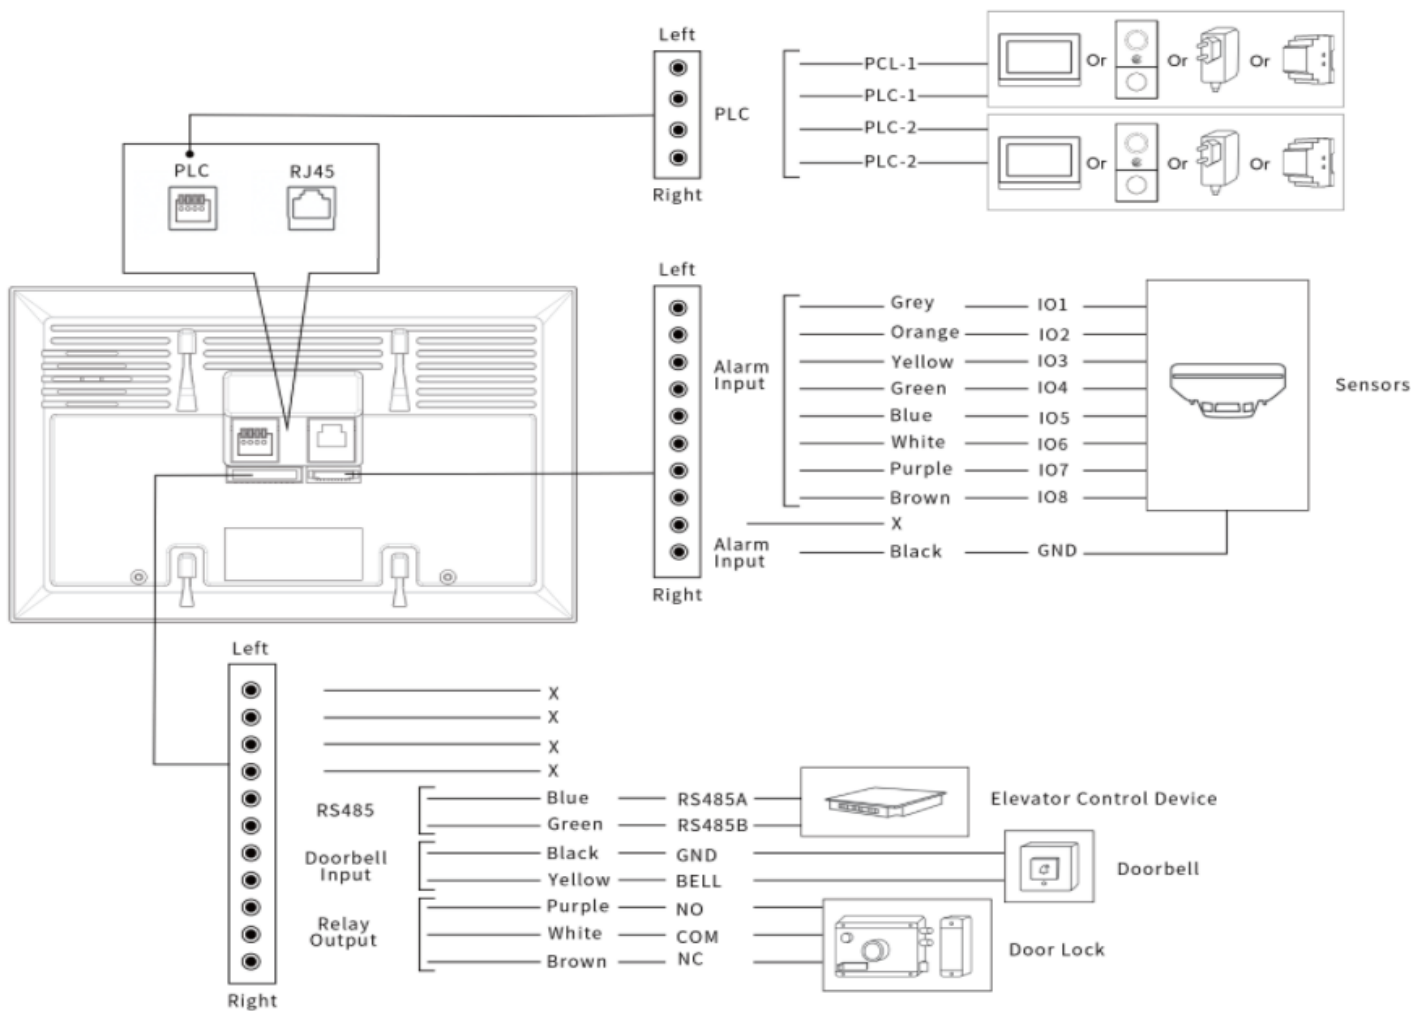 Left
PCL-1
Or Or Or
PLC-1
PLC
PLC-2
PLC-2
Or Or Or
Right
PLC RJ45
Left
Grey IO1
Orange IO2
Yellow IO3
Alarm
Input
Green IO4
Sensors
Blue IO5
White IO6
Purple IO7
Brown IO8
X
Alarm
Input
Black GND
Right
Left
X
X
X
X
RS485
Blue RS485A
Green RS485B
Elevator Control Device
Doorbell
Input
Black GND
Yellow BELL
Doorbell
Relay
Output
Purple NO
White COM
Brown NC
Door Lock
Right